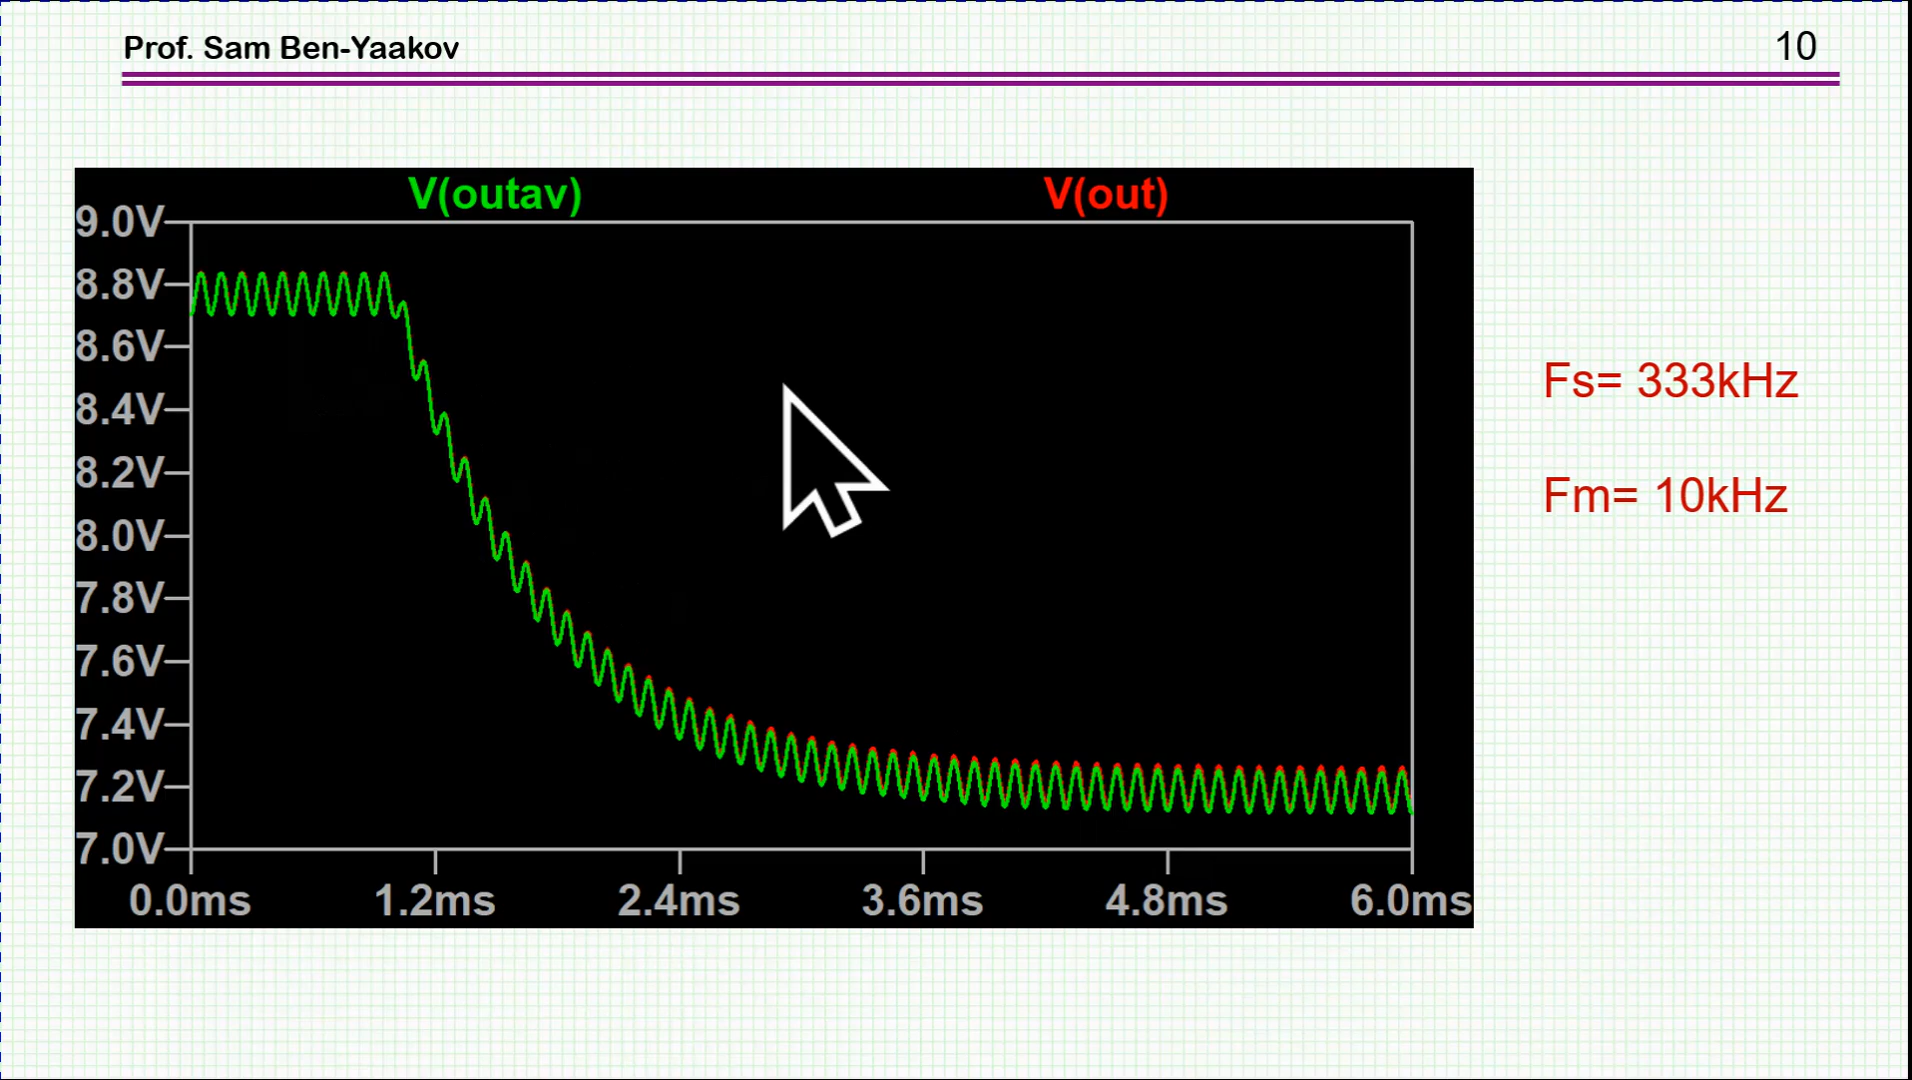 Prof. Sam Ben-Yaakov
10
V(outav)
V(out)
9.0V
8.8V
8.6V
8.4V
8.2V
8.0V
7.8V
7.6V
7.4V
7.2V
7.0V
0.0ms
1.2ms
2.4ms
3.6ms
4.8ms
6.0ms
Fs= 333kHz
Fm= 10kHz